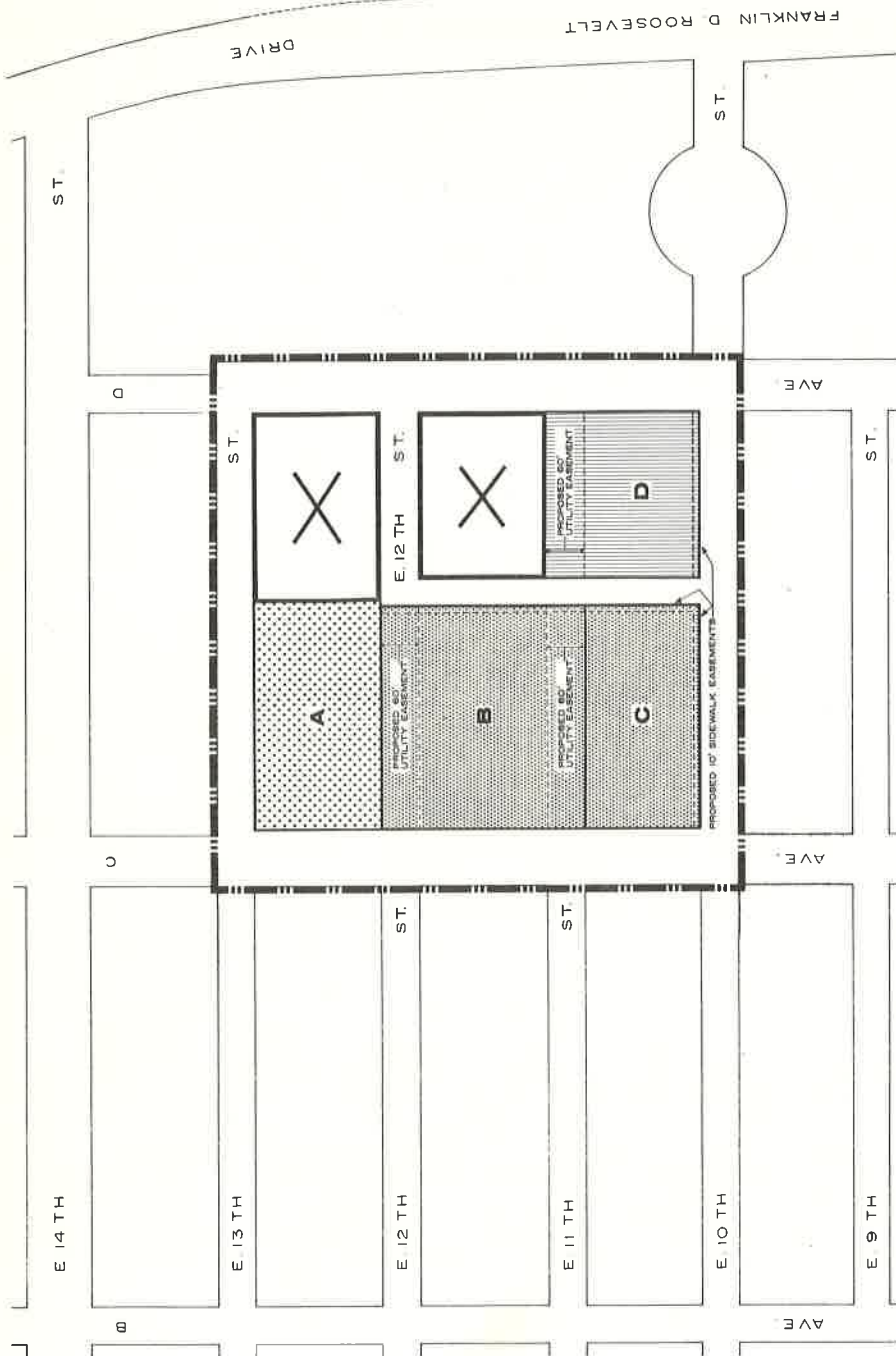 FRANKLIN D. ROOSEVELT
DRIVE
ST.
ST.
D
AVE.
ST.
ST.
ST.
E. 12 TH
PROPOSED 60'
UTILITY EASEMENT
D
A
PROPOSED 60'
UTILITY EASEMENT
B
PROPOSED 60'
UTILITY EASEMENT
C
PROPOSED 10' SIDEWALK EASEMENTS
C
AVE.
ST.
ST.
E. 14 TH
E. 13 TH
E. 12 TH
E. 11 TH
E. 10 TH
E. 9 TH
B
AVE.